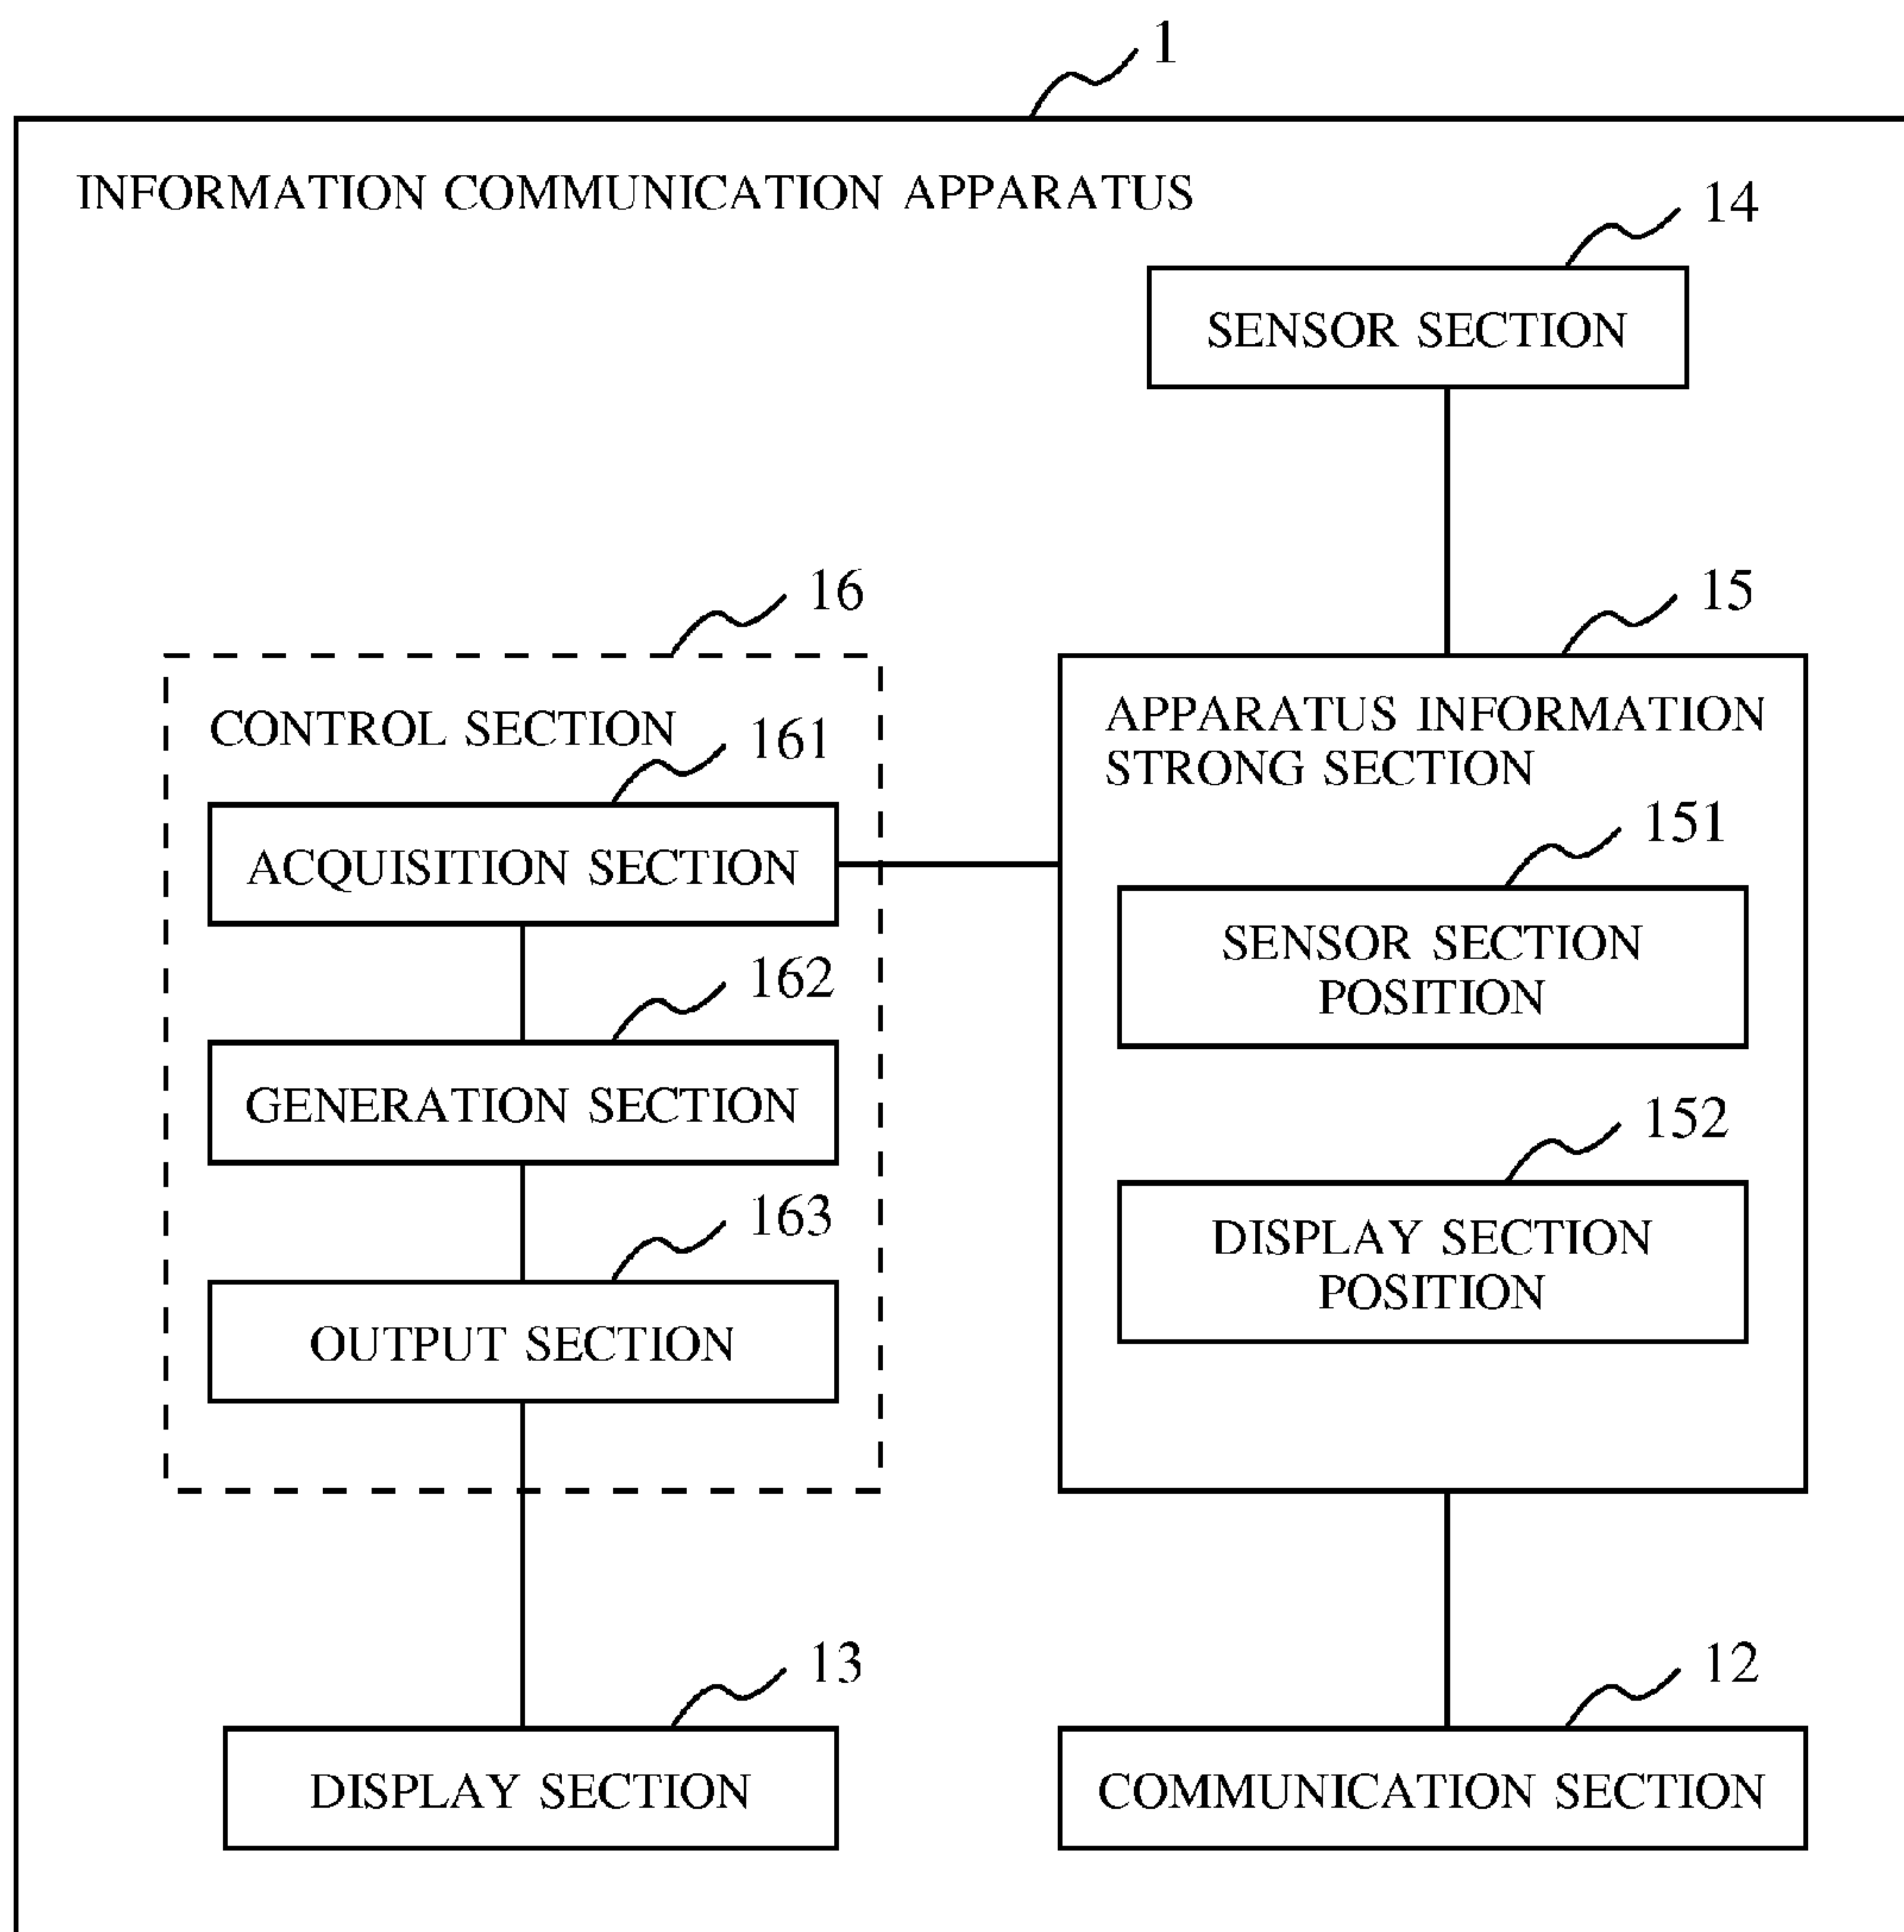 1
INFORMATION COMMUNICATION APPARATUS
14
SENSOR SECTION
16
15
CONTROL SECTION
161
ACQUISITION SECTION
162
GENERATION SECTION
163
OUTPUT SECTION
APPARATUS INFORMATION
STRONG SECTION
151
SENSOR SECTION
POSITION
152
DISPLAY SECTION
POSITION
13
DISPLAY SECTION
12
COMMUNICATION SECTION